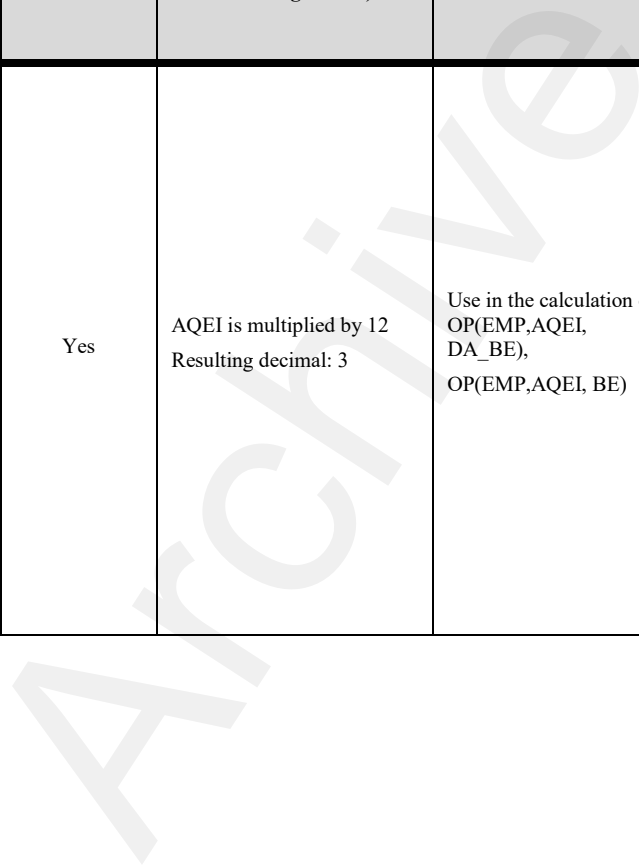 Yes
AQEI is multiplied by 12
Resulting decimal: 3
Use in the calculation
OP(EMP,AQEI,
DA_BE),
OP(EMP,AQEI, BE)
Archive